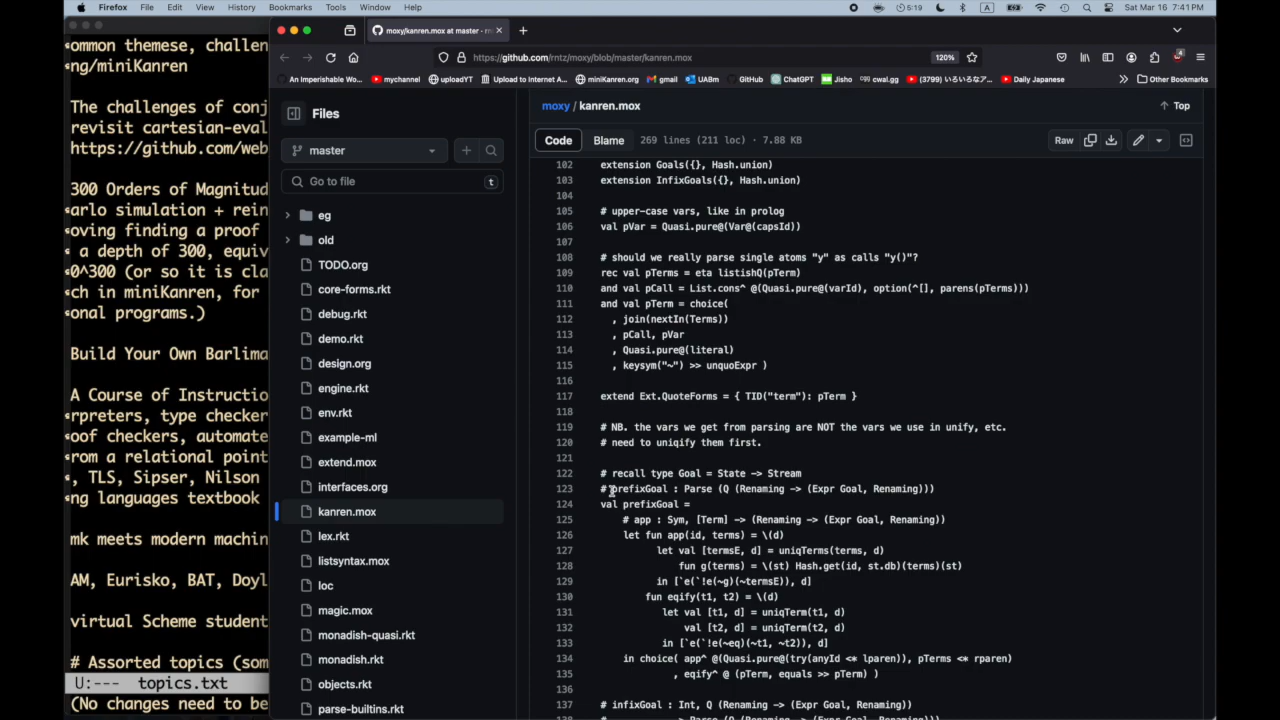 Firefox File Edit View History Bookmarks Tools Window Help 5:19 A Sat Mar 16 7:41 PM
ommon themese, challen
ng/miniKanren
The challenges of conj
revisit cartesian-eval
https://github.com/web
300 Orders of Magnitud
arlo simulation + rein
oving finding a proof
a depth of 300, equiv
0^300 (or so it is cla
ch in miniKanren, for
onal programs.)
Build Your Own Barlima
A Course of Instructio
rpreters, type checker
oof checkers, automate
rom a relational point
, TLS, Sipser, Nilson
ng languages textbook
mk meets modern machin
AM, Eurisko, BAT, Doyl
virtual Scheme student
# Assorted topics (som
U:--- topics.txt
(No changes need to be
moxy/kanren.mox at master · rn
https://github.com/rntz/moxy/blob/master/kanren.mox 120% 4
An Imperishable Wo... mychannel uploadYT Upload to Internet A... miniKanren.org gmail UABm GitHub ChatGPT Jisho cwal.gg (3799) いろいろなア... Daily Japanese Other Bookmarks
Files
master
Go to file t
eg
old
TODO.org
core-forms.rkt
debug.rkt
demo.rkt
design.org
engine.rkt
env.rkt
example-ml
extend.mox
interfaces.org
kanren.mox
lex.rkt
listsyntax.mox
loc
magic.mox
monadish-quasi.rkt
monadish.rkt
objects.rkt
parse-builtins.rkt
moxy / kanren.mox Top
Code Blame 269 lines (211 loc) · 7.88 KB Raw
102 extension Goals({}, Hash.union)
103 extension InfixGoals({}, Hash.union)
104
105 # upper-case vars, like in prolog
106 val pVar = Quasi.pure@(Var@(capsId))
107
108 # should we really parse single atoms "y" as calls "y()"?
109 rec val pTerms = eta listishQ(pTerm)
110 and val pCall = List.cons^ @(Quasi.pure@(varId), option(^[], parens(pTerms)))
111 and val pTerm = choice(
112 , join(nextIn(Terms))
113 , pCall, pVar
114 , Quasi.pure@(literal)
115 , keysym("~") >> unquoExpr )
116
117 extend Ext.QuoteForms = { TID("term"): pTerm }
118
119 # NB. the vars we get from parsing are NOT the vars we use in unify, etc.
120 # need to uniqify them first.
121
122 # recall type Goal = State -> Stream
123 # prefixGoal : Parse (Q (Renaming -> (Expr Goal, Renaming)))
124 val prefixGoal =
125 # app : Sym, [Term] -> (Renaming -> (Expr Goal, Renaming))
126 let fun app(id, terms) = \(d)
127 let val [termsE, d] = uniqTerms(terms, d)
128 fun g(terms) = \(st) Hash.get(id, st.db)(terms)(st)
129 in [`e(`!e(~g)(~termsE)), d]
130 fun eqify(t1, t2) = \(d)
131 let val [t1, d] = uniqTerm(t1, d)
132 val [t2, d] = uniqTerm(t2, d)
133 in [`e(`!e(~eq)(~t1, ~t2)), d]
134 in choice( app^ @(Quasi.pure@(try(anyId <* lparen)), pTerms <* rparen)
135 , eqify^ @ (pTerm, equals >> pTerm) )
136
137 # infixGoal : Int, Q (Renaming -> (Expr Goal, Renaming))